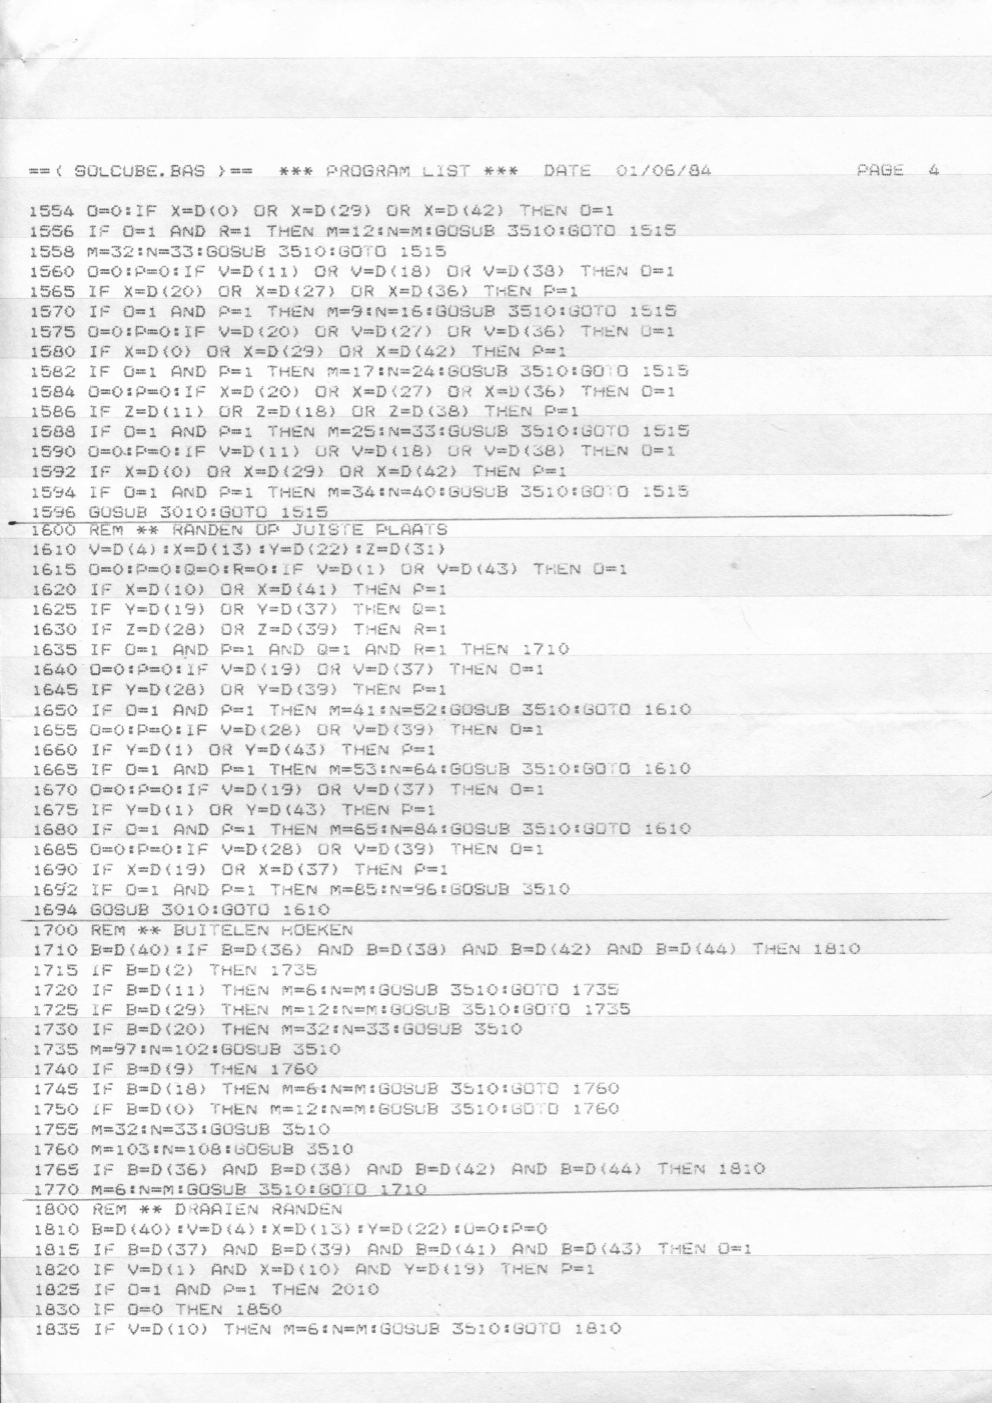 ==( SOLCUBE.BAS )== *** PROGRAM LIST *** DATE 01/06/84 PAGE 4
1554 O=0:IF X=D(0) OR X=D(29) OR X=D(42) THEN O=1
1556 IF O=1 AND R=1 THEN M=12:N=M:GOSUB 3510:GOTO 1515
1558 M=32:N=33:GOSUB 3510:GOTO 1515
1560 O=0:P=0:IF V=D(11) OR V=D(18) OR V=D(38) THEN O=1
1565 IF X=D(20) OR X=D(27) OR X=D(36) THEN P=1
1570 IF O=1 AND P=1 THEN M=9:N=16:GOSUB 3510:GOTO 1515
1575 O=0:P=0:IF V=D(20) OR V=D(27) OR V=D(36) THEN O=1
1580 IF X=D(0) OR X=D(29) OR X=D(42) THEN P=1
1582 IF O=1 AND P=1 THEN M=17:N=24:GOSUB 3510:GOTO 1515
1584 O=0:P=0:IF X=D(20) OR X=D(27) OR X=D(36) THEN O=1
1586 IF Z=D(11) OR Z=D(18) OR Z=D(38) THEN P=1
1588 IF O=1 AND P=1 THEN M=25:N=33:GOSUB 3510:GOTO 1515
1590 O=0:P=0:IF V=D(11) OR V=D(18) OR V=D(38) THEN O=1
1592 IF X=D(0) OR X=D(29) OR X=D(42) THEN P=1
1594 IF O=1 AND P=1 THEN M=34:N=40:GOSUB 3510:GOTO 1515
1596 GOSUB 3010:GOTO 1515
1600 REM ** RANDEN OP JUISTE PLAATS
1610 V=D(4):X=D(13):Y=D(22):Z=D(31)
1615 O=0:P=0:Q=0:R=0:IF V=D(1) OR V=D(43) THEN O=1
1620 IF X=D(10) OR X=D(41) THEN P=1
1625 IF Y=D(19) OR Y=D(37) THEN Q=1
1630 IF Z=D(28) OR Z=D(39) THEN R=1
1635 IF O=1 AND P=1 AND Q=1 AND R=1 THEN 1710
1640 O=0:P=0:IF V=D(19) OR V=D(37) THEN O=1
1645 IF Y=D(28) OR Y=D(39) THEN P=1
1650 IF O=1 AND P=1 THEN M=41:N=52:GOSUB 3510:GOTO 1610
1655 O=0:P=0:IF V=D(28) OR V=D(39) THEN O=1
1660 IF Y=D(1) OR Y=D(43) THEN P=1
1665 IF O=1 AND P=1 THEN M=53:N=64:GOSUB 3510:GOTO 1610
1670 O=0:P=0:IF V=D(19) OR V=D(37) THEN O=1
1675 IF Y=D(1) OR Y=D(43) THEN P=1
1680 IF O=1 AND P=1 THEN M=65:N=84:GOSUB 3510:GOTO 1610
1685 O=0:P=0:IF V=D(28) OR V=D(39) THEN O=1
1690 IF X=D(19) OR X=D(37) THEN P=1
1692 IF O=1 AND P=1 THEN M=85:N=96:GOSUB 3510
1694 GOSUB 3010:GOTO 1610
1700 REM ** BUITELEN HOEKEN
1710 B=D(40):IF B=D(36) AND B=D(38) AND B=D(42) AND B=D(44) THEN 1810
1715 IF B=D(2) THEN 1735
1720 IF B=D(11) THEN M=6:N=M:GOSUB 3510:GOTO 1735
1725 IF B=D(29) THEN M=12:N=M:GOSUB 3510:GOTO 1735
1730 IF B=D(20) THEN M=32:N=33:GOSUB 3510
1735 M=97:N=102:GOSUB 3510
1740 IF B=D(9) THEN 1760
1745 IF B=D(18) THEN M=6:N=M:GOSUB 3510:GOTO 1760
1750 IF B=D(0) THEN M=12:N=M:GOSUB 3510:GOTO 1760
1755 M=32:N=33:GOSUB 3510
1760 M=103:N=108:GOSUB 3510
1765 IF B=D(36) AND B=D(38) AND B=D(42) AND B=D(44) THEN 1810
1770 M=6:N=M:GOSUB 3510:GOTO 1710
1800 REM ** DRAAIEN RANDEN
1810 B=D(40):V=D(4):X=D(13):Y=D(22):O=0:P=0
1815 IF B=D(37) AND B=D(39) AND B=D(41) AND B=D(43) THEN O=1
1820 IF V=D(1) AND X=D(10) AND Y=D(19) THEN P=1
1825 IF O=1 AND P=1 THEN 2010
1830 IF O=0 THEN 1850
1835 IF V=D(10) THEN M=6:N=M:GOSUB 3510:GOTO 1810